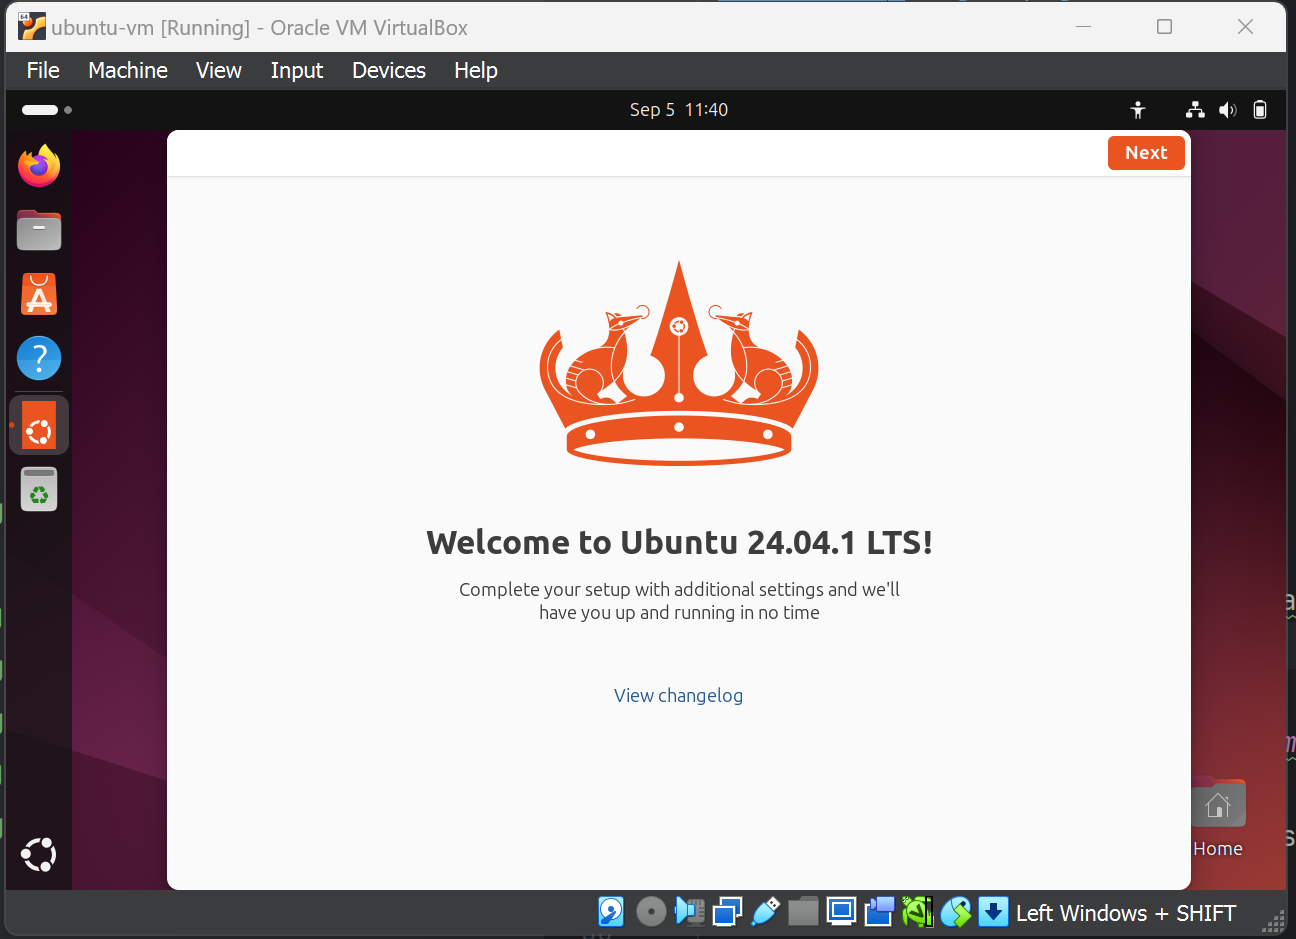 ubuntu-vm [Running] - Oracle VM VirtualBox
File Machine View Input Devices Help
Sep 5 11:40
Next
Welcome to Ubuntu 24.04.1 LTS!
Complete your setup with additional settings and we'll
have you up and running in no time
View changelog
Home
Left Windows + SHIFT